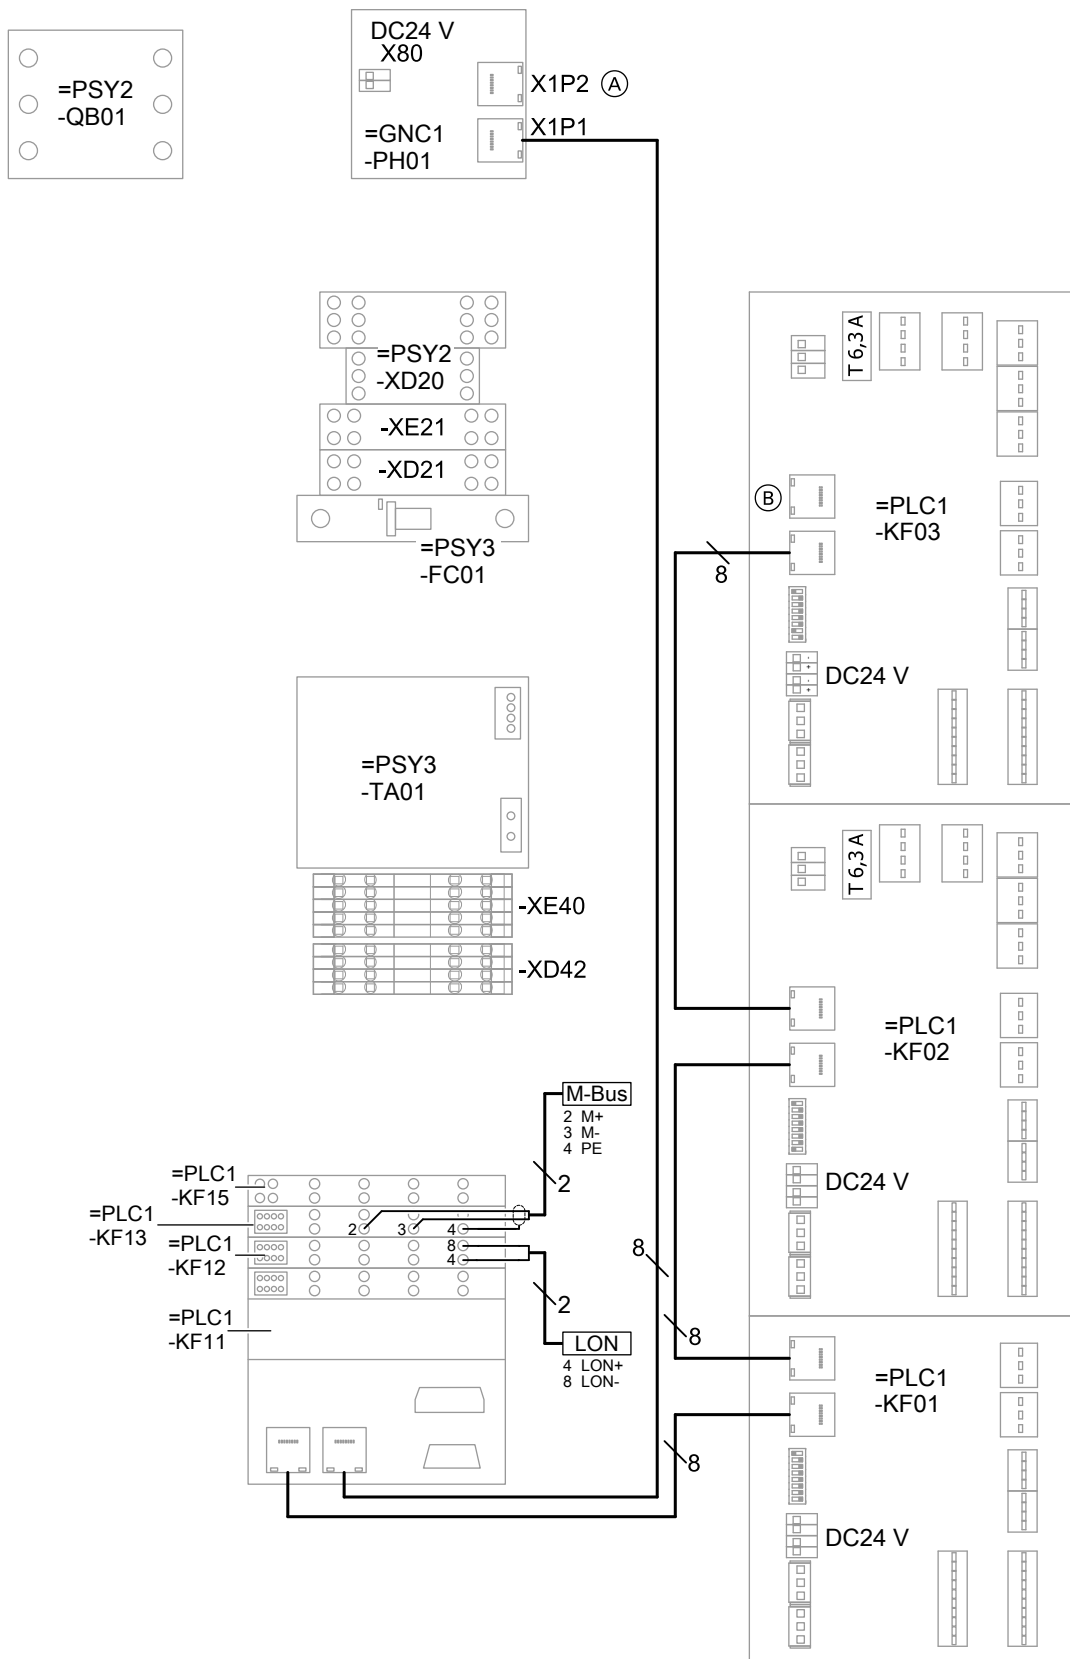 DC24 V
X80
=PSY2
-QB01
X1P2 A
X1P1
=GNC1
-PH01
=PSY2
-XD20
-XE21
-XD21
=PSY3
-FC01
T 6,3 A
B
=PLC1
-KF03
8
- 
+
-
+
DC24 V
=PSY3
-TA01
T 6,3 A
-XE40
-XD42
=PLC1
-KF02
M-Bus
2 M+
3 M-
4 PE
2
=PLC1
-KF15
=PLC1
-KF13
2
3
4
=PLC1
-KF12
8
4
2
8
DC24 V
=PLC1
-KF11
LON
4 LON+
8 LON-
8
=PLC1
-KF01
8
DC24 V